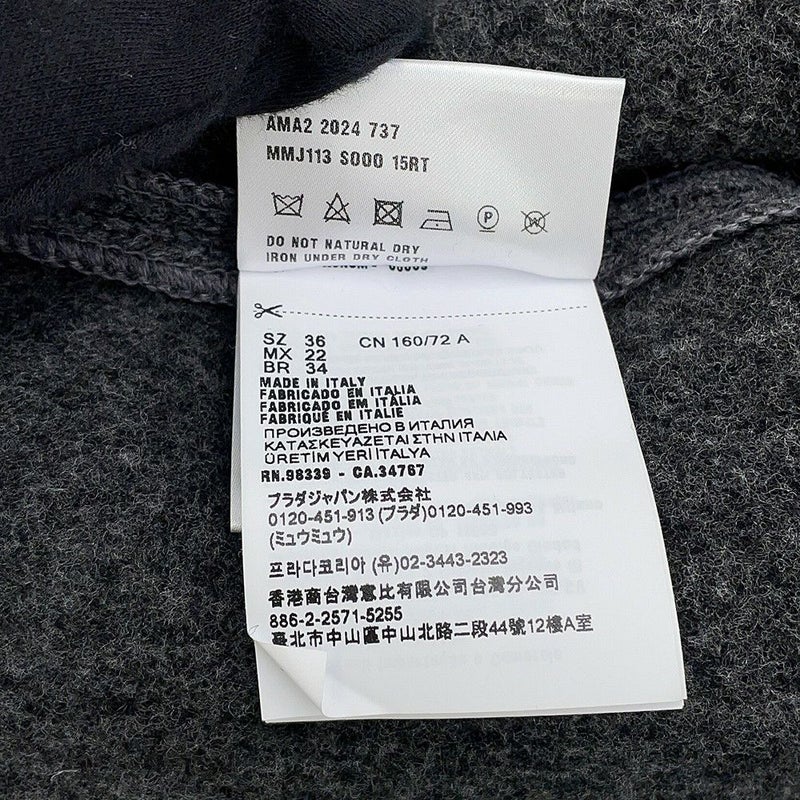 AMA2 2024 737
MMJ113 S000 15RT
P
W
DO NOT NATURAL DRY
IRON UNDER DRY CLOTH
SZ 36 CN 160/72 A
MX 22
BR 34
MADE IN ITALY
FABRICADO EN ITALIA
FABRICADO EM ITÁLIA
FABRIQUÉ EN ITALIE
ПРОИЗВЕДЕНО В ИТАЛИЯ
ΚΑΤΑΣΚΕΥΑΖΕΤΑΙ ΣΤΗΝ ΙΤΑΛΙΑ
ÜRETİM YERİ İTALYA
RN.98339 - CA.34767
プラダジャパン株式会社
0120-451-913 (プラダ)0120-451-993
(ミュウミュウ)
프라다코리아 (유)02-3443-2323
香港商台灣意比有限公司台灣分公司
886-2-2571-5255
臺北市中山區中山北路二段44號12樓A室